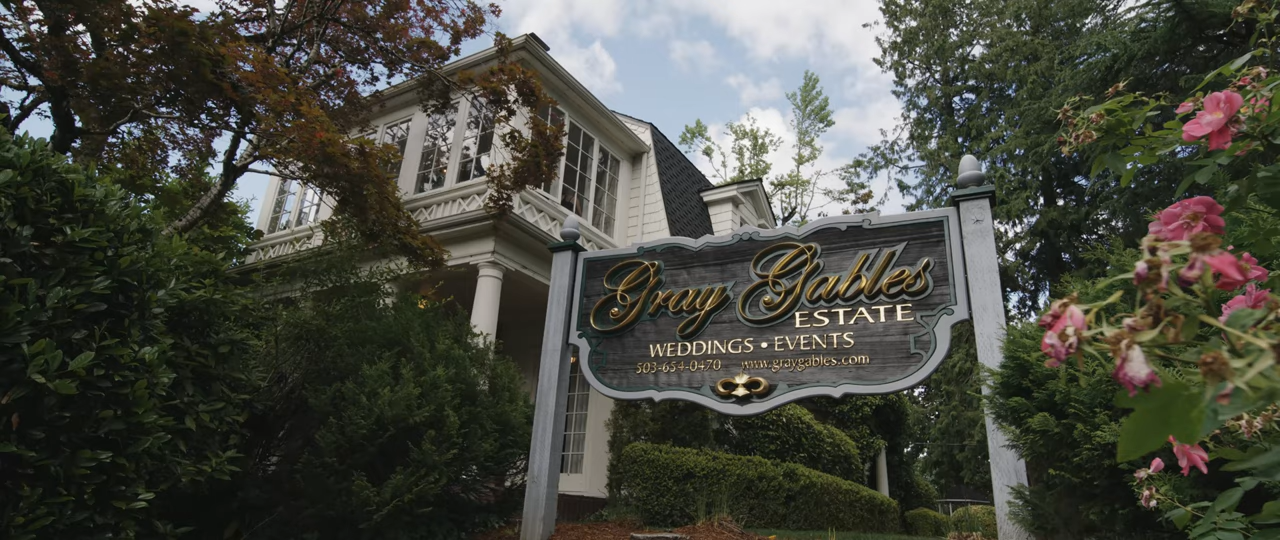 Gray Gables
ESTATE
WEDDINGS • EVENTS
503-654-0470 www.graygables.com